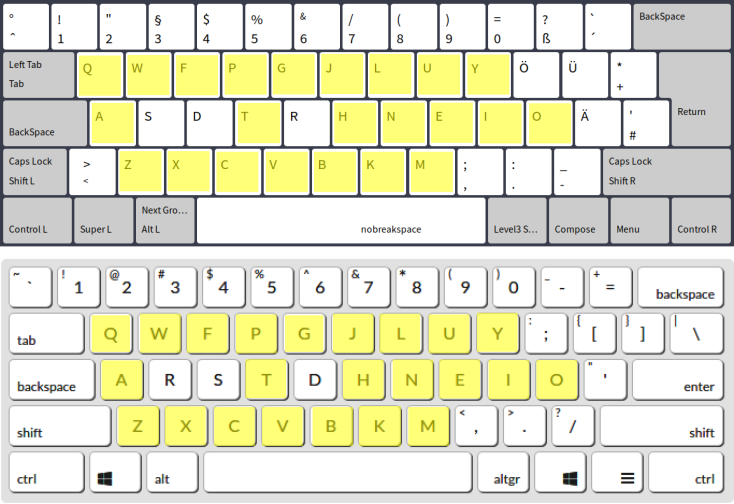 ° ! " § $ % & / ( ) = ? ` BackSpace
^ 1 2 3 4 5 6 7 8 9 0 ß ´
Left Tab Q W F P G J L U Y Ö Ü *
Tab +
Return
A S D T R H N E I O Ä '
BackSpace #
Caps Lock > Z X C V B K M ; : _ Caps Lock
Shift L < , . - Shift R
Next Gro...
Control L Super L Alt L nobreakspace Level3 S... Compose Menu Control R
~ ! @ # $ % ^ & * ( ) _ +
` 1 2 3 4 5 6 7 8 9 0 - = backspace
: { } |
tab Q W F P G J L U Y ; [ ] \
"
backspace A R S T D H N E I O ' enter
< > ?
shift Z X C V B K M , . / shift
ctrl alt altgr ctrl